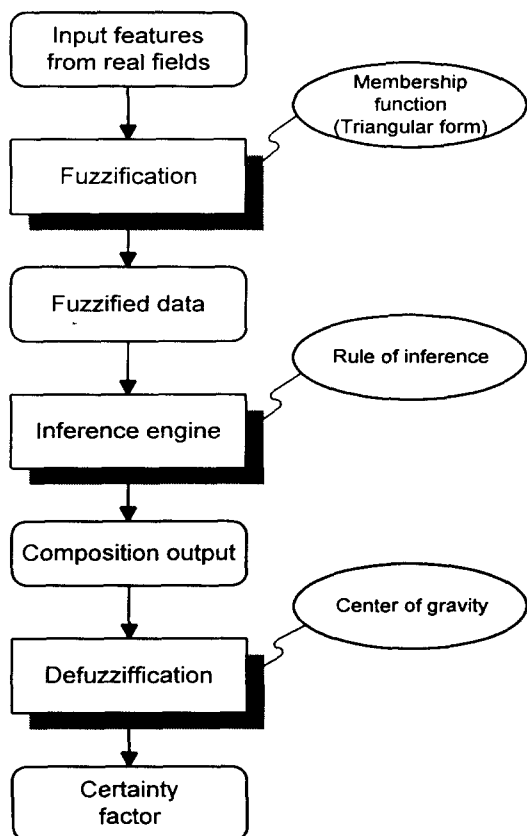 Input features
from real fields
Membership
function
(Triangular form)
Fuzzification
Fuzzified data
Rule of inference
Inference engine
Composition output
Center of gravity
Defuzziffication
Certainty
factor